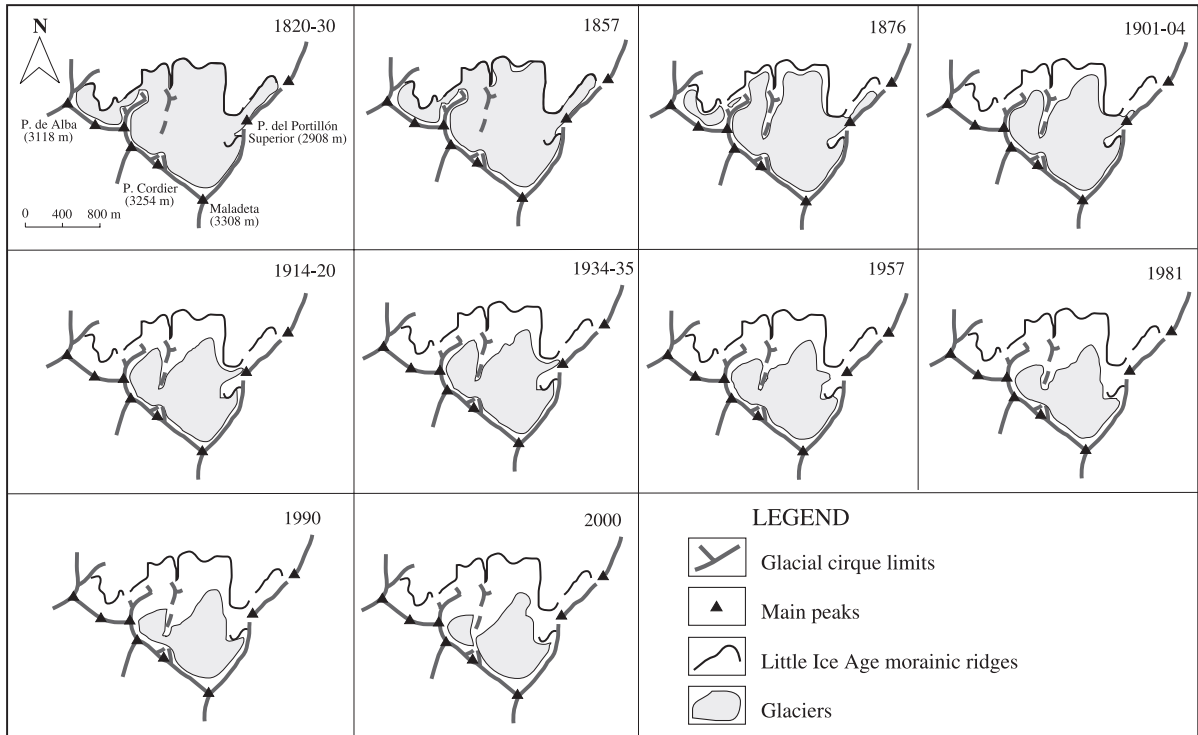 N
1820-30
P. de Alba
(3118 m)
P. del Portillón
Superior (2908 m)
P. Cordier
(3254 m)
Maladeta
(3308 m)
0 400 800 m
1857
1876
1901-04
1914-20
1934-35
1957
1981
1990
2000
LEGEND
Glacial cirque limits
Main peaks
Little Ice Age morainic ridges
Glaciers